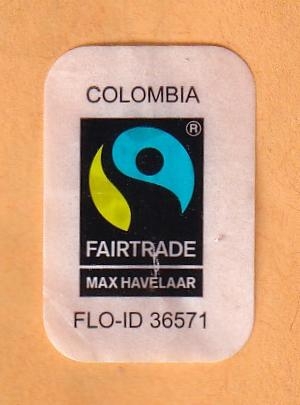 COLOMBIA
®
FAIRTRADE
MAX HAVELAAR
FLO-ID 36571